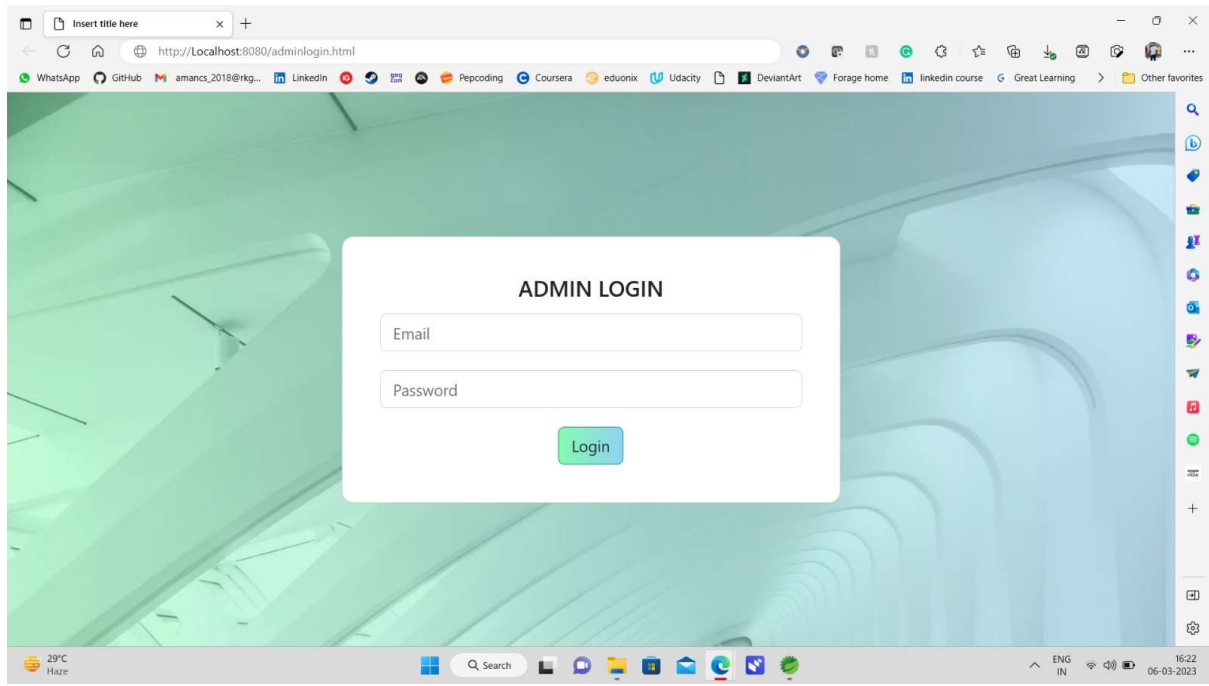 Insert title here
http://Localhost:8080/adminlogin.html
WhatsApp GitHub amancs_2018@rkg... LinkedIn Pepcoding Coursera eduonix Udacity DeviantArt Forage home linkedin course Great Learning Other favorites
ADMIN LOGIN
Email
Password
Login
29°C
Haze
Search
ENG
IN
16:22
06-03-2023